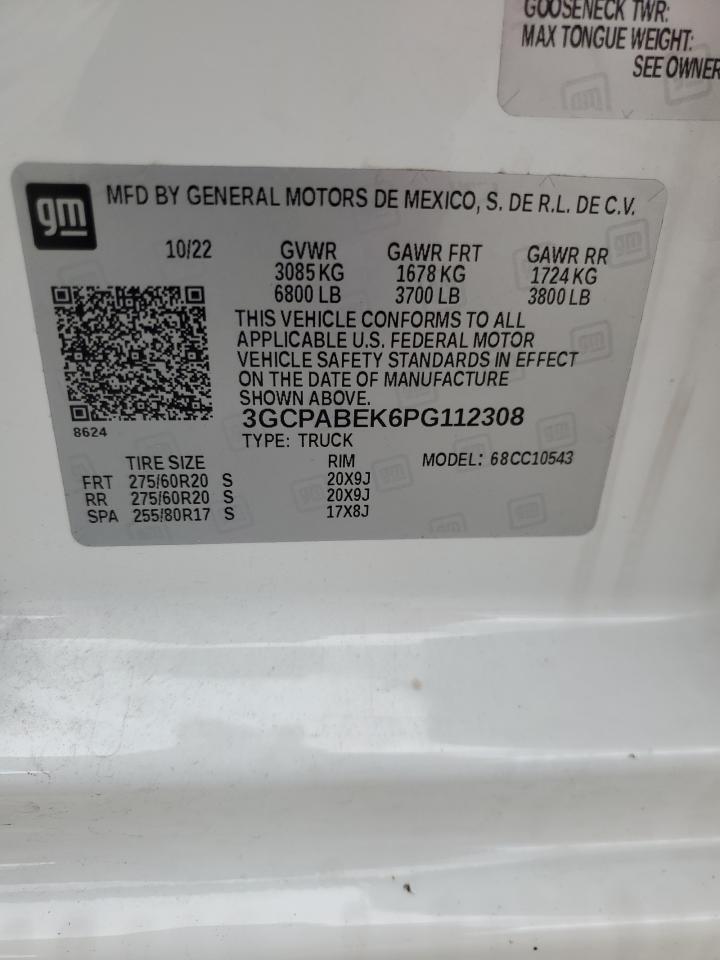 GOOSENECK TWR:
MAX TONGUE WEIGHT:
SEE OWNER
gm
MFD BY GENERAL MOTORS DE MEXICO, S. DE R.L. DE C.V.
10/22 GVWR GAWR FRT GAWR RR
3085 KG 1678 KG 1724 KG
6800 LB 3700 LB 3800 LB
THIS VEHICLE CONFORMS TO ALL
APPLICABLE U.S. FEDERAL MOTOR
VEHICLE SAFETY STANDARDS IN EFFECT
ON THE DATE OF MANUFACTURE
SHOWN ABOVE.
3GCPABEK6PG112308
8624
TYPE: TRUCK
TIRE SIZE RIM MODEL: 68CC10543
FRT 275/60R20 S 20X9J
RR 275/60R20 S 20X9J
SPA 255/80R17 S 17X8J